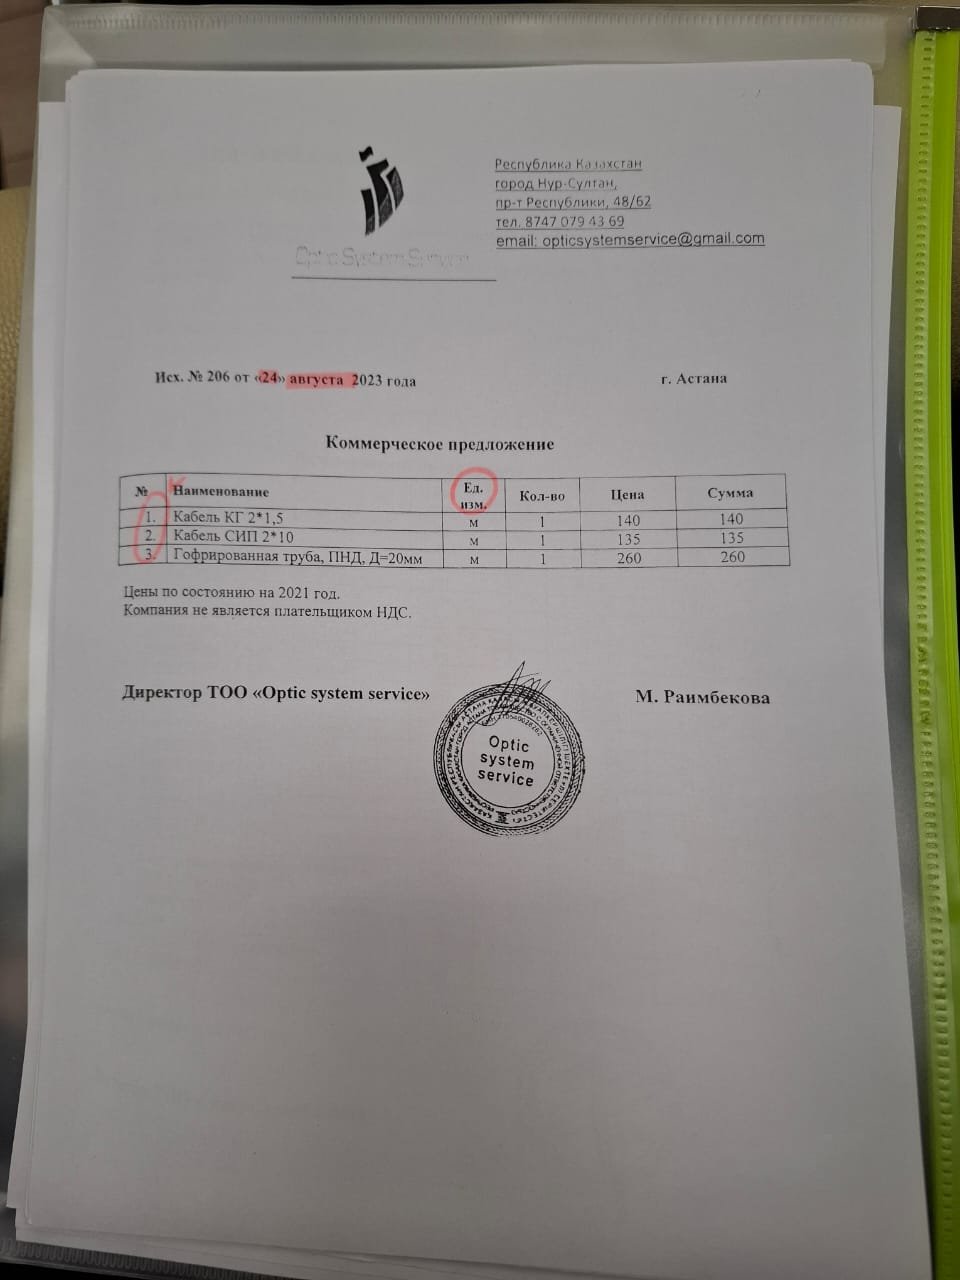 Республика Казахстан
город Нур-Султан,
пр-т Республики, 48/62
тел. 8747 079 43 69
email: opticsystemservice@gmail.com
Optic System Service
Исх. № 206 от «24» августа 2023 года
г. Астана
Коммерческое предложение
№ Наименование Ед. изм. Кол-во Цена Сумма
1. Кабель КГ 2*1,5 м 1 140 140
2. Кабель СИП 2*10 м 1 135 135
3. Гофрированная труба, ПНД, Д=20мм м 1 260 260
Цены по состоянию на 2021 год.
Компания не является плательщиком НДС.
Директор ТОО «Optic system service»
М. Раимбекова
Optic
system
service